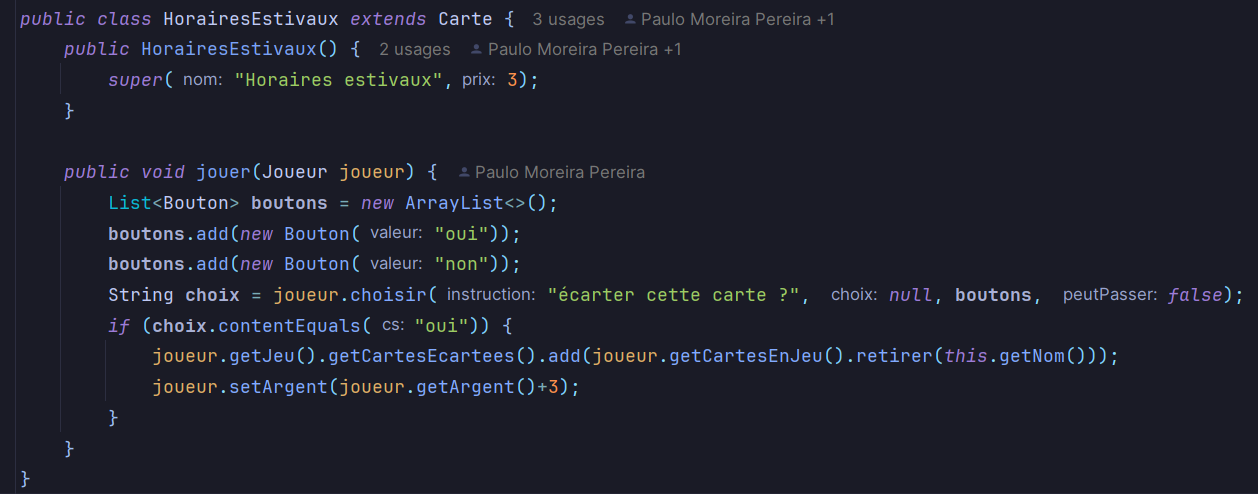 public class HorairesEstivaux extends Carte { 3 usages Paulo Moreira Pereira +1
public HorairesEstivaux() { 2 usages Paulo Moreira Pereira +1
super( nom: "Horaires estivaux", prix: 3);
}
public void jouer(Joueur joueur) { Paulo Moreira Pereira
List<Bouton> boutons = new ArrayList<>();
boutons.add(new Bouton( valeur: "oui"));
boutons.add(new Bouton( valeur: "non"));
String choix = joueur.choisir( instruction: "écarter cette carte ?", choix: null, boutons, peutPasser: false);
if (choix.contentEquals( cs: "oui")) {
joueur.getJeu().getCartesEcartees().add(joueur.getCartesEnJeu().retirer(this.getNom()));
joueur.setArgent(joueur.getArgent()+3);
}
}
}